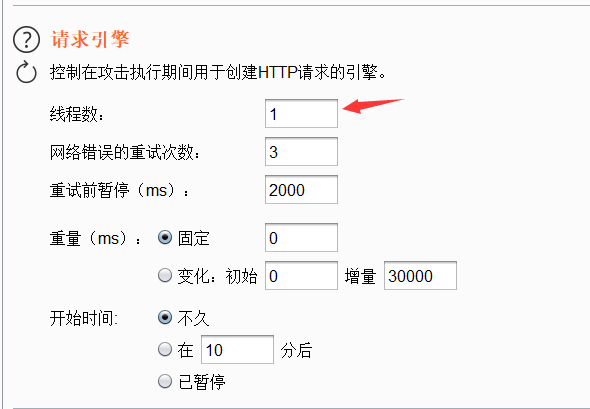 ? 请求引擎
控制在攻击执行期间用于创建HTTP请求的引擎。
线程数： 1
网络错误的重试次数： 3
重试前暂停（ms）： 2000
重量（ms）： 固定 0
变化：初始 0 增量 30000
开始时间: 不久
在 10 分后
已暂停